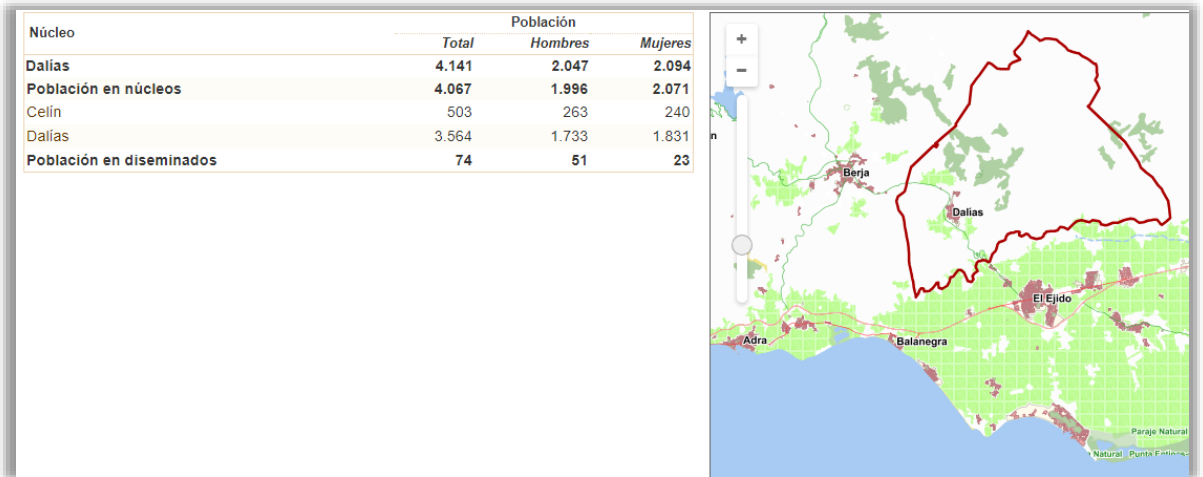 Núcleo Población
Total Hombres Mujeres
Dalías 4.141 2.047 2.094
Población en núcleos 4.067 1.996 2.071
Celín 503 263 240
Dalías 3.564 1.733 1.831
Población en diseminados 74 51 23
+
−
n
Berja
Dalias
El Ejido
Adra
Balanegra
Paraje Natural
Natural Punta Entinas-